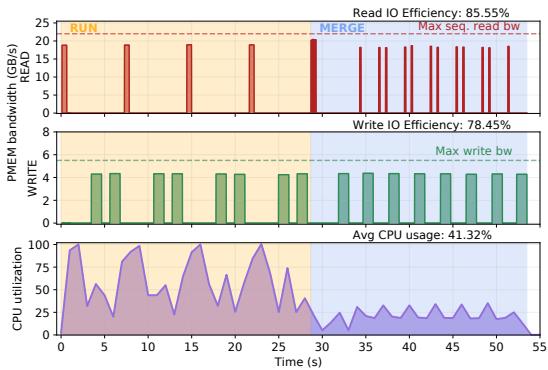 Read IO Efficiency: 85.55%
RUN
MERGE
Max seq. read bw
25
20
15
10
5
0
PMEM bandwidth (GB/s)
READ
Write IO Efficiency: 78.45%
Max write bw
8
6
4
2
0
WRITE
Avg CPU usage: 41.32%
100
75
50
25
0
CPU utilization
0 5 10 15 20 25 30 35 40 45 50 55
Time (s)